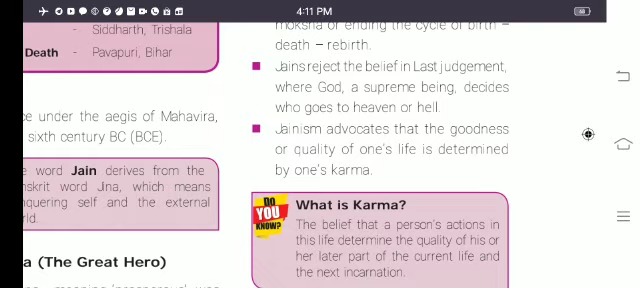 4:11 PM
- Siddharth, Trishala
Death - Pavapuri, Bihar
under the aegis of Mahavira,
sixth century BC (BCE).
word Jain derives from the
word Jina, which means
self and the external
a (The Great Hero)
moksha or ending the cycle of birth –
death – rebirth.
Jains reject the belief in Last judgement,
where God, a supreme being, decides
who goes to heaven or hell.
Jainism advocates that the goodness
or quality of one's life is determined
by one's karma.
DO
YOU
KNOW?
What is Karma?
The belief that a person's actions in
this life determine the quality of his or
her later part of the current life and
the next incarnation.